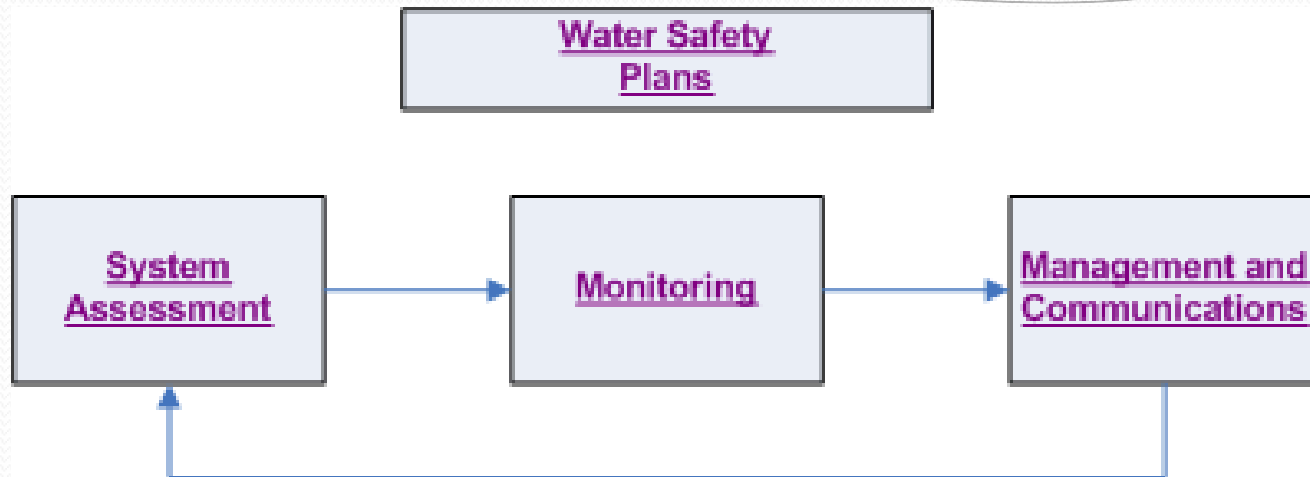 Water Safety
Plans
System
Assessment
Monitoring
Management and
Communications